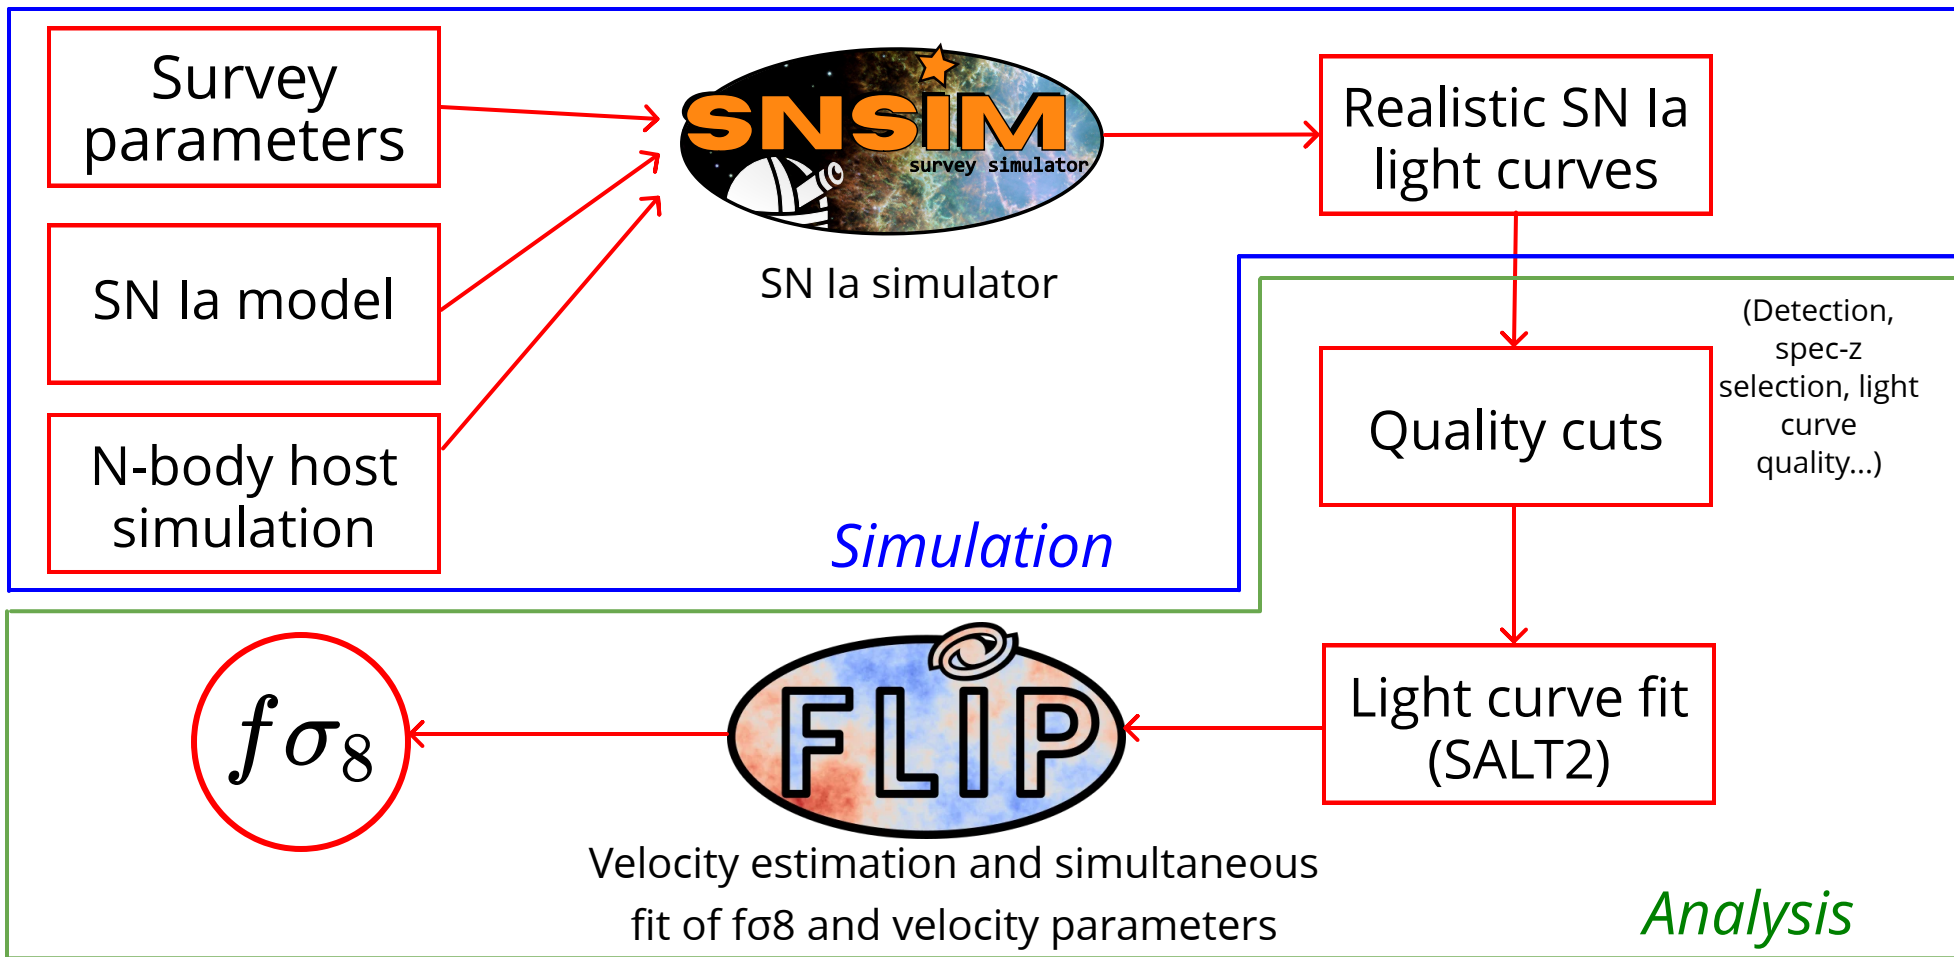 Survey
parameters
SN Ia model
N-body host
simulation
SNSIM
survey simulator
SN Ia simulator
Realistic SN Ia
light curves
Simulation
Quality cuts
(Detection,
spec-z
selection, light
curve
quality...)
Light curve fit
(SALT2)
FLIP
Velocity estimation and simultaneous
fit of fσ8 and velocity parameters
fσ8
Analysis